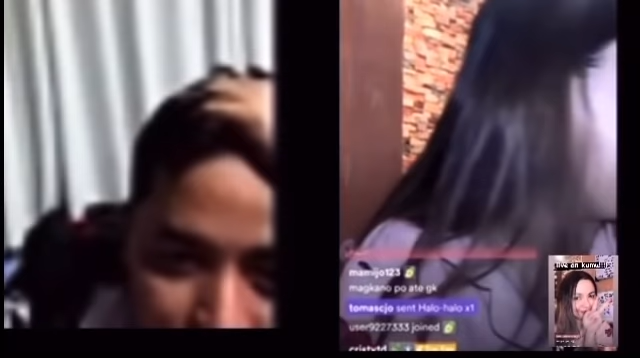 mamijo123
magkano po ate gk
tomascjo sent Halo-halo x1
user9227333 joined